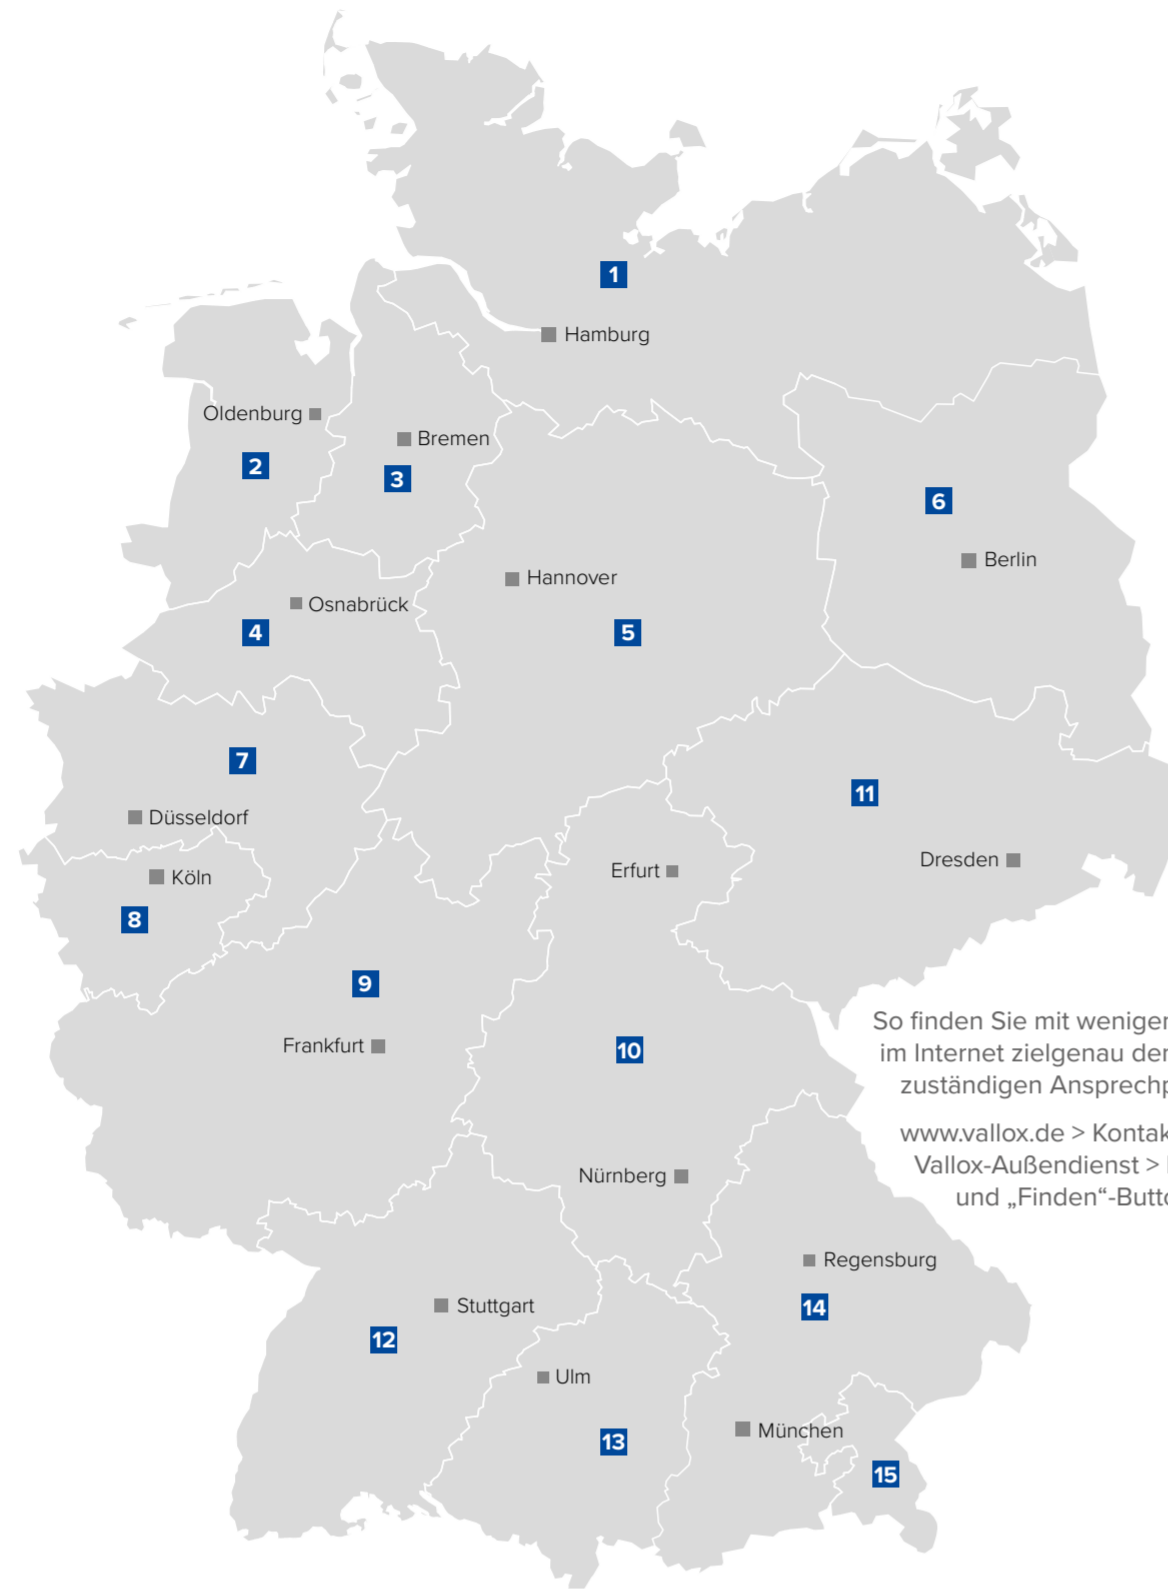 1
Hamburg
Oldenburg
Bremen
2
3
6
Berlin
Hannover
Osnabrück
4
5
7
11
Düsseldorf
Dresden
Erfurt
Köln
8
9
So finden Sie mit weniger
im Internet zielgenau der
zuständigen Ansprechp
Frankfurt
10
www.vallox.de > Kontak
Vallox-Außendienst >
und „Finden“-Butto
Nürnberg
Regensburg
14
Stuttgart
12
Ulm
München
13
15